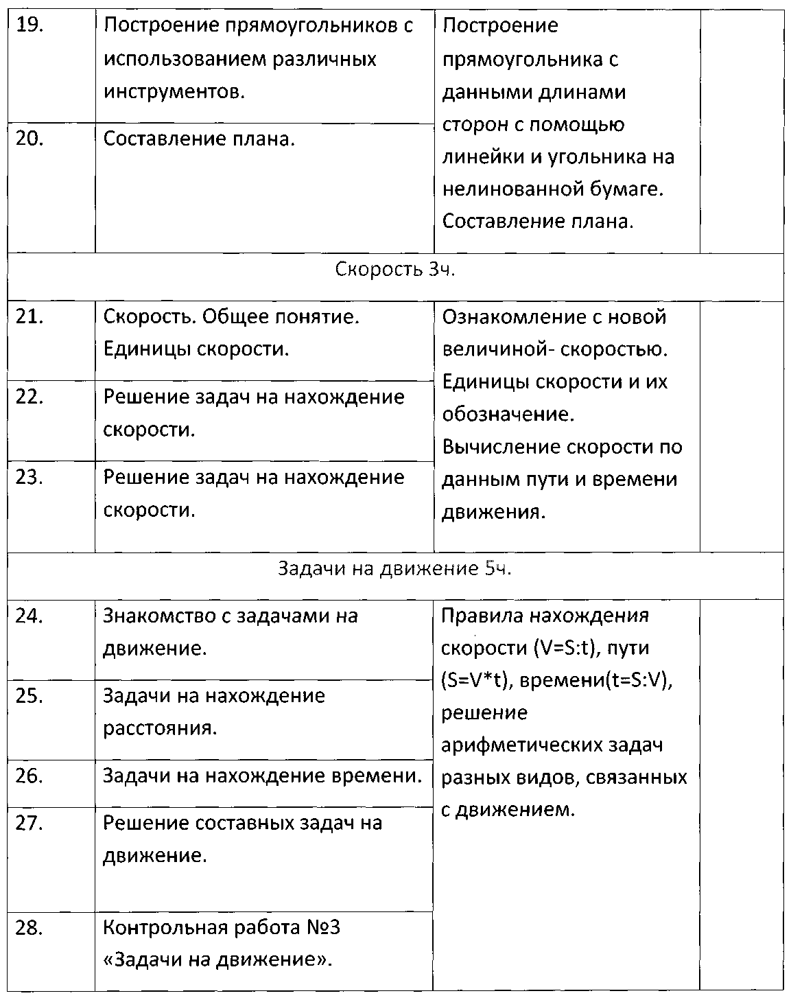 19.
Построение прямоугольников с
использованием различных
инструментов.
Построение
прямоугольника с
данными длинами
сторон с помощью
линейки и угольника на
нелинованной бумаге.
Составление плана.
20.
Составление плана.
Скорость 3ч.
21.
Скорость. Общее понятие.
Единицы скорости.
Ознакомление с новой
величиной- скоростью.
Единицы скорости и их
обозначение.
Вычисление скорости по
данным пути и времени
движения.
22.
Решение задач на нахождение
скорости.
23.
Решение задач на нахождение
скорости.
Задачи на движение 5ч.
24.
Знакомство с задачами на
движение.
Правила нахождения
скорости (V=S:t), пути
(S=V*t), времени(t=S:V),
решение
арифметических задач
разных видов, связанных
с движением.
25.
Задачи на нахождение
расстояния.
26.
Задачи на нахождение времени.
27.
Решение составных задач на
движение.
28.
Контрольная работа №3
«Задачи на движение».